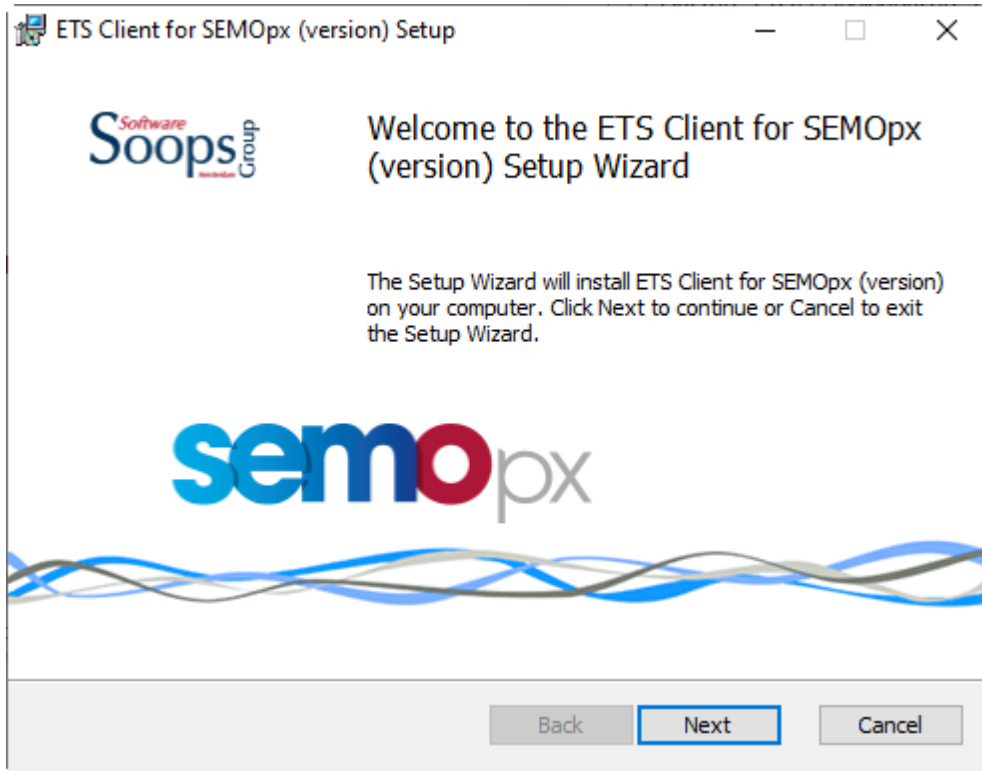 ETS Client for SEMOpx (version) Setup
Software
Soops
Group
Welcome to the ETS Client for SEMOpx
(version) Setup Wizard
The Setup Wizard will install ETS Client for SEMOpx (version)
on your computer. Click Next to continue or Cancel to exit
the Setup Wizard.
semopx
Back
Next
Cancel